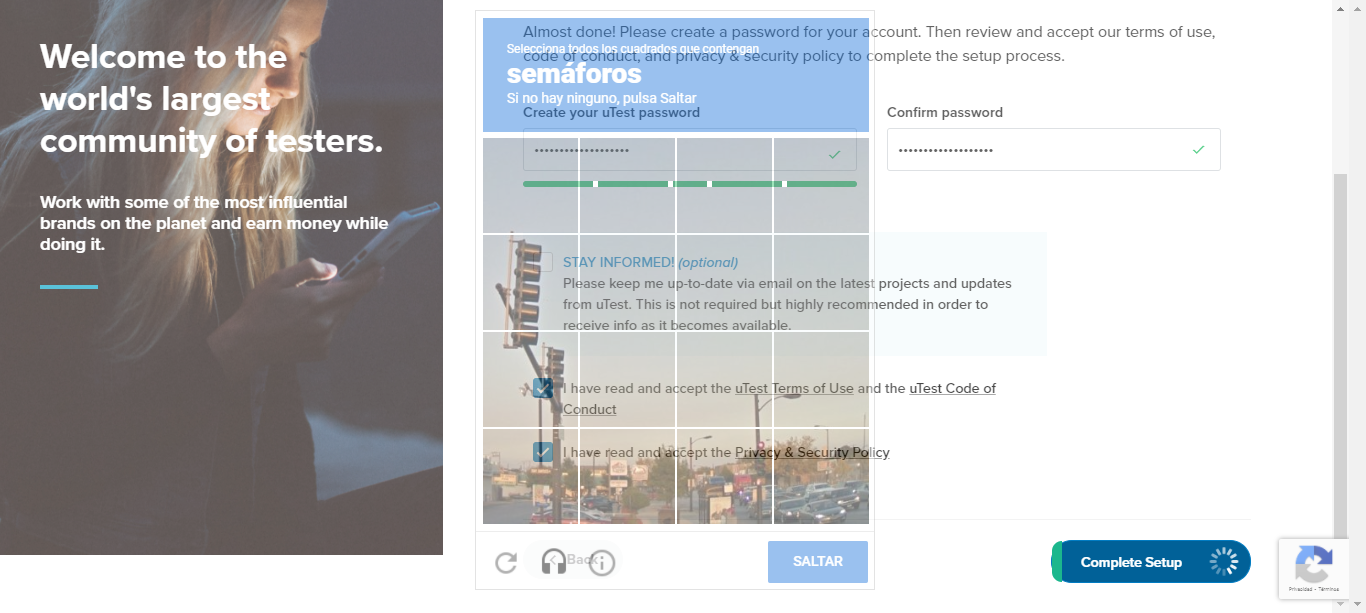 Welcome to the
world's largest
community of testers.
Work with some of the most influential
brands on the planet and earn money while
doing it.
Almost done! Please create a password for your account. Then review and accept our terms of use,
code of conduct, and privacy & security policy to complete the setup process.
Selecciona todos los cuadrados que contengan
semáforos
Si no hay ninguno, pulsa Saltar
Create your uTest password
Confirm password
STAY INFORMED! (optional)
Please keep me up-to-date via email on the latest projects and updates
from uTest. This is not required but highly recommended in order to
receive info as it becomes available.
I have read and accept the uTest Terms of Use and the uTest Code of
Conduct
I have read and accept the Privacy & Security Policy
Back
SALTAR
Complete Setup
Privacidad - Términos